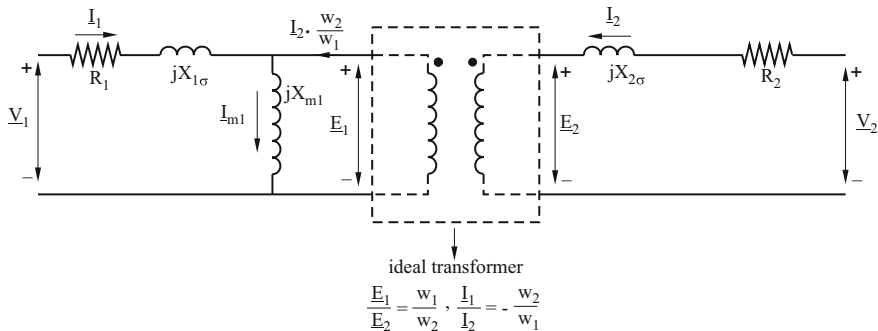 I₁
I₂· w₂/w₁
I₂
+ R₁ jX₁σ + + jX₂σ R₂ +
jXₘ₁
V₁ Iₘ₁ E₁ E₂ V₂
− − − −
ideal transformer
E₁/E₂ = w₁/w₂ , I₁/I₂ = - w₂/w₁